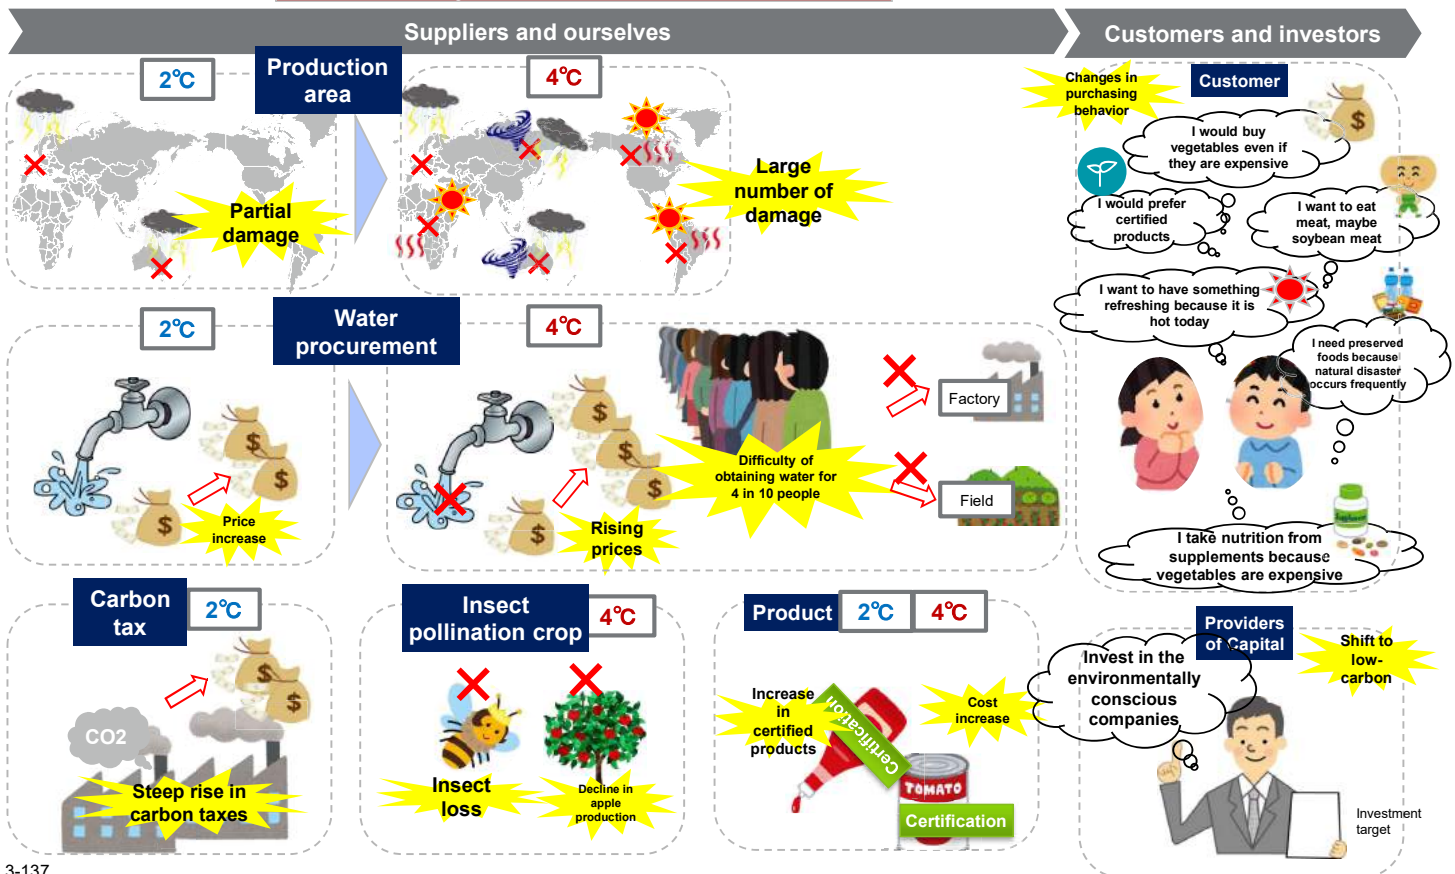 Suppliers and ourselves
Customers and investors
2℃
Production
area
4℃
Partial
damage
Large
number of
damage
2℃
Water
procurement
4℃
Price
increase
Rising
prices
Difficulty of
obtaining water for
4 in 10 people
Factory
Field
Carbon
tax
2℃
CO2
Steep rise in
carbon taxes
Insect
pollination crop
4℃
Insect
loss
Decline in
apple
production
Product
2℃
4℃
Increase
in
certified
products
Certification
Cost
increase
TOMATO
Certification
Changes in
purchasing
behavior
Customer
I would buy
vegetables even if
they are expensive
I would prefer
certified
products
I want to eat
meat, maybe
soybean meat
I want to have something
refreshing because it is
hot today
I need preserved
foods because
natural disaster
occurs frequently
I take nutrition from
supplements because
vegetables are expensive
Providers
of Capital
Shift to
low-
carbon
Invest in the
environmentally
conscious
companies
Investment
target
3-137